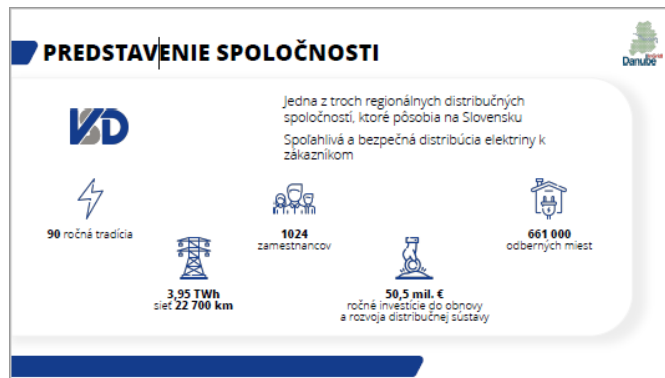 PREDSTAVENIE SPOLOČNOSTI
Danube
VSD
Jedna z troch regionálnych distribučných
spoločností, ktoré pôsobia na Slovensku
Spoľahlivá a bezpečná distribúcia elektriny k
zákazníkom
90 ročná tradícia
1024
zamestnancov
661 000
odberných miest
3,95 TWh
sieť 22 700 km
50,5 mil. €
ročné investície do obnovy
a rozvoja distribučnej sústavy